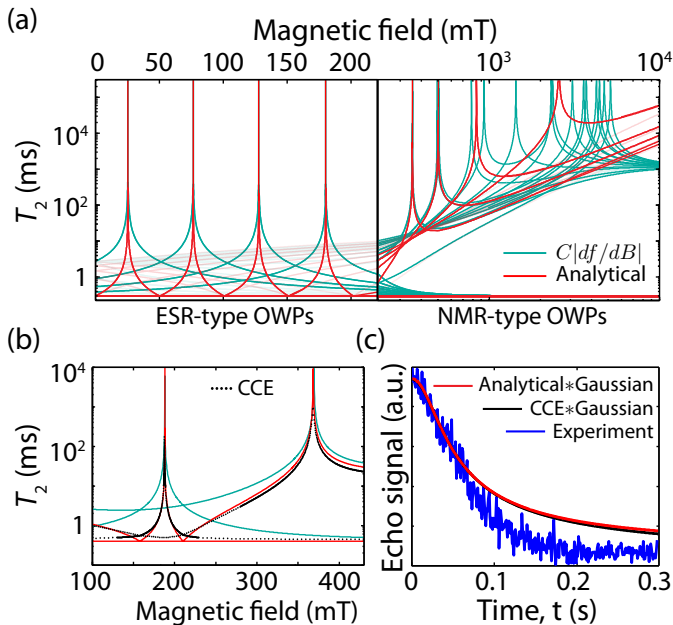 (a)
Magnetic field (mT)
0 50 100 150 200 10³ 10⁴
T₂ (ms)
10⁴
10²
1
C|df/dB|
Analytical
ESR-type OWPs NMR-type OWPs
(b)
T₂ (ms)
10⁴
10²
1
CCE
100 200 300 400
Magnetic field (mT)
(c)
Echo signal (a.u.)
Analytical∗Gaussian
CCE∗Gaussian
Experiment
0 0.1 0.2 0.3
Time, t (s)